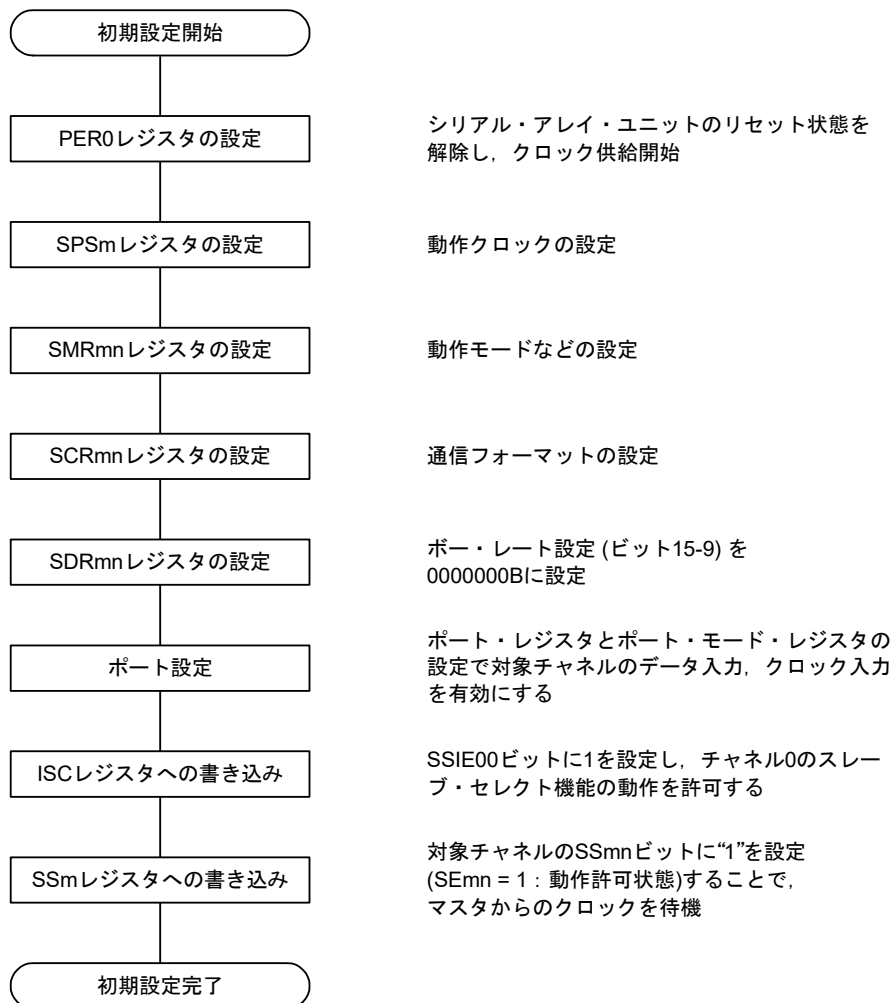 初期設定開始
PER0レジスタの設定
シリアル・アレイ・ユニットのリセット状態を
解除し，クロック供給開始
SPSmレジスタの設定
動作クロックの設定
SMRmnレジスタの設定
動作モードなどの設定
SCRmnレジスタの設定
通信フォーマットの設定
SDRmnレジスタの設定
ボー・レート設定 (ビット15-9) を
0000000Bに設定
ポート設定
ポート・レジスタとポート・モード・レジスタの
設定で対象チャネルのデータ入力，クロック入力
を有効にする
ISCレジスタへの書き込み
SSIE00ビットに1を設定し，チャネル0のスレー
ブ・セレクト機能の動作を許可する
SSmレジスタへの書き込み
対象チャネルのSSmnビットに“1”を設定
(SEmn = 1：動作許可状態)することで，
マスタからのクロックを待機
初期設定完了